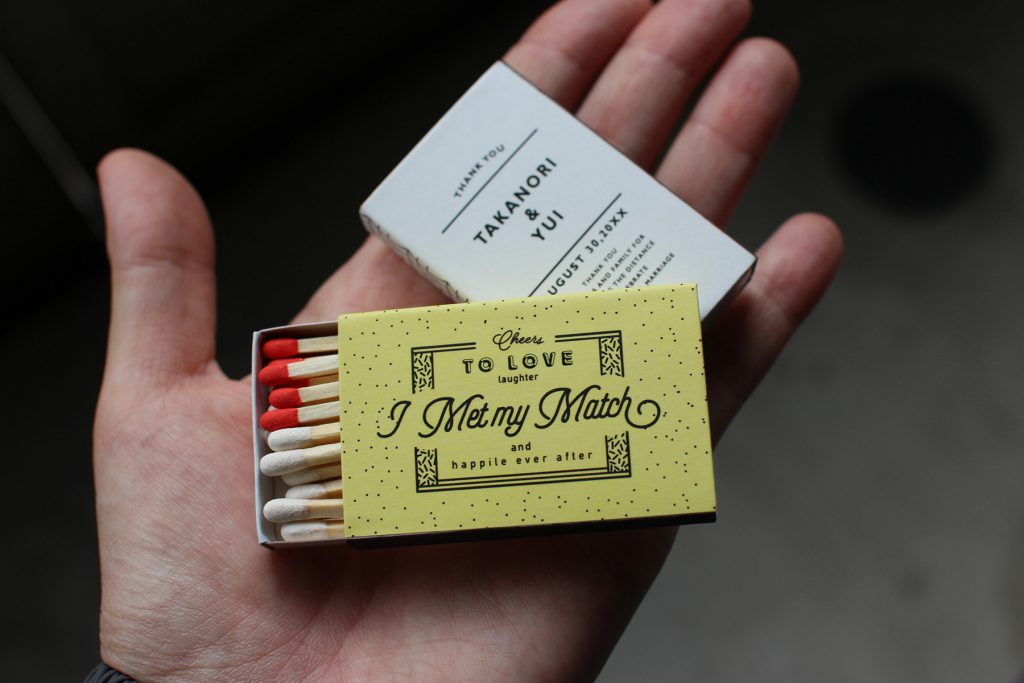 THANK YOU
TAKANORI
&
YUI
AUGUST 30,20XX
THANK YOU
AND FAMILY FOR
THE DISTANCE
MARRIAGE
Cheers
TO LOVE
laughter
I Met my Match
and
happile ever after